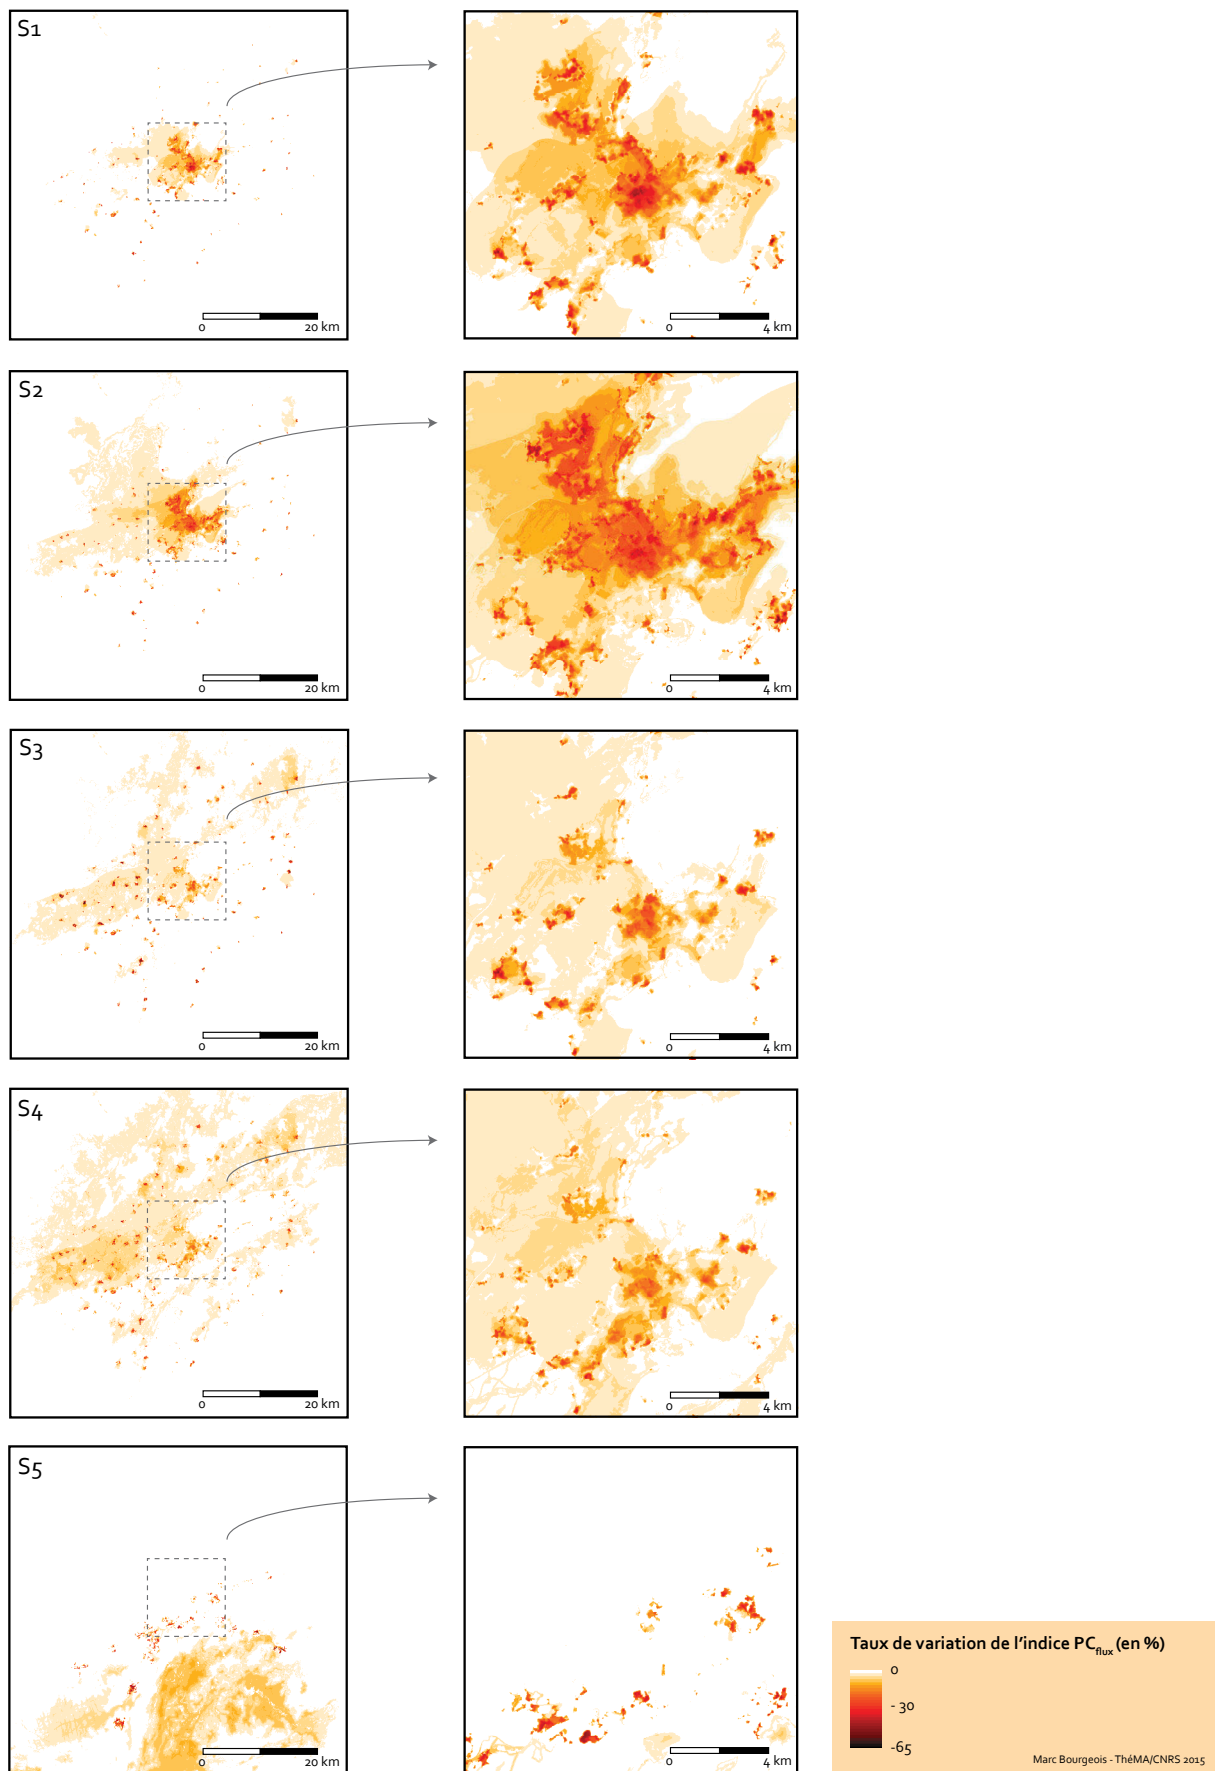 S1
0 20 km
0 4 km
S2
0 20 km
0 4 km
S3
0 20 km
0 4 km
S4
0 20 km
0 4 km
S5
0 20 km
0 4 km
Taux de variation de l'indice PCflux (en %)
0
- 30
-65
Marc Bourgeois - ThéMA/CNRS 2015